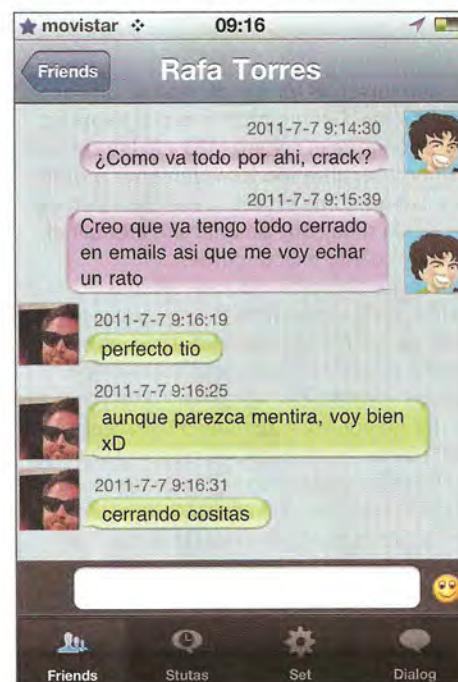 movistar 09:16
Friends Rafa Torres
2011-7-7 9:14:30
¿Como va todo por ahi, crack?
2011-7-7 9:15:39
Creo que ya tengo todo cerrado
en emails asi que me voy echar
un rato
2011-7-7 9:16:19
perfecto tio
2011-7-7 9:16:25
aunque parezca mentira, voy bien
xD
2011-7-7 9:16:31
cerrando cositas
Friends Stutas Set Dialog